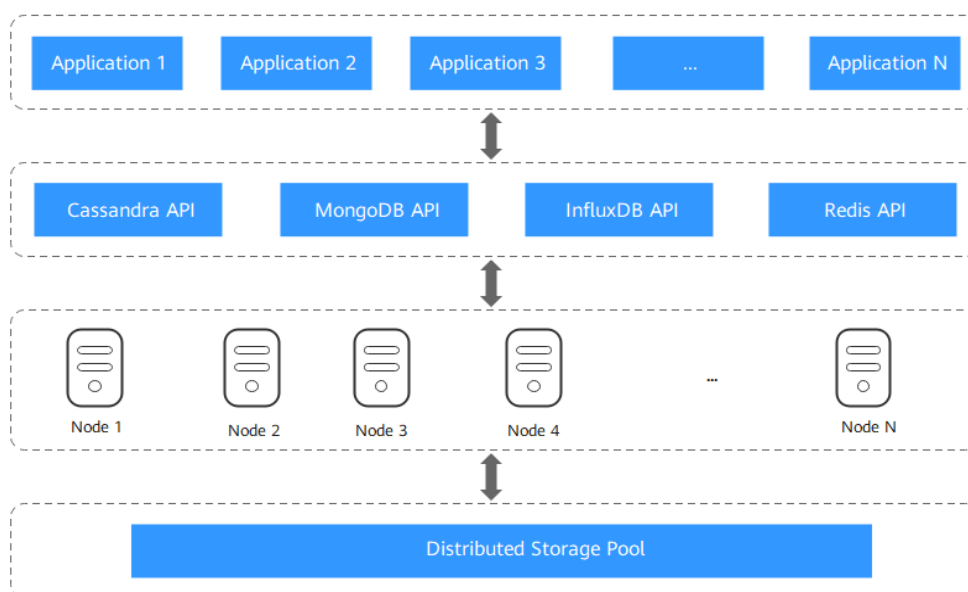 Application 1
Application 2
Application 3
...
Application N
Cassandra API
MongoDB API
InfluxDB API
Redis API
...
Node 1
Node 2
Node 3
Node 4
Node N
Distributed Storage Pool